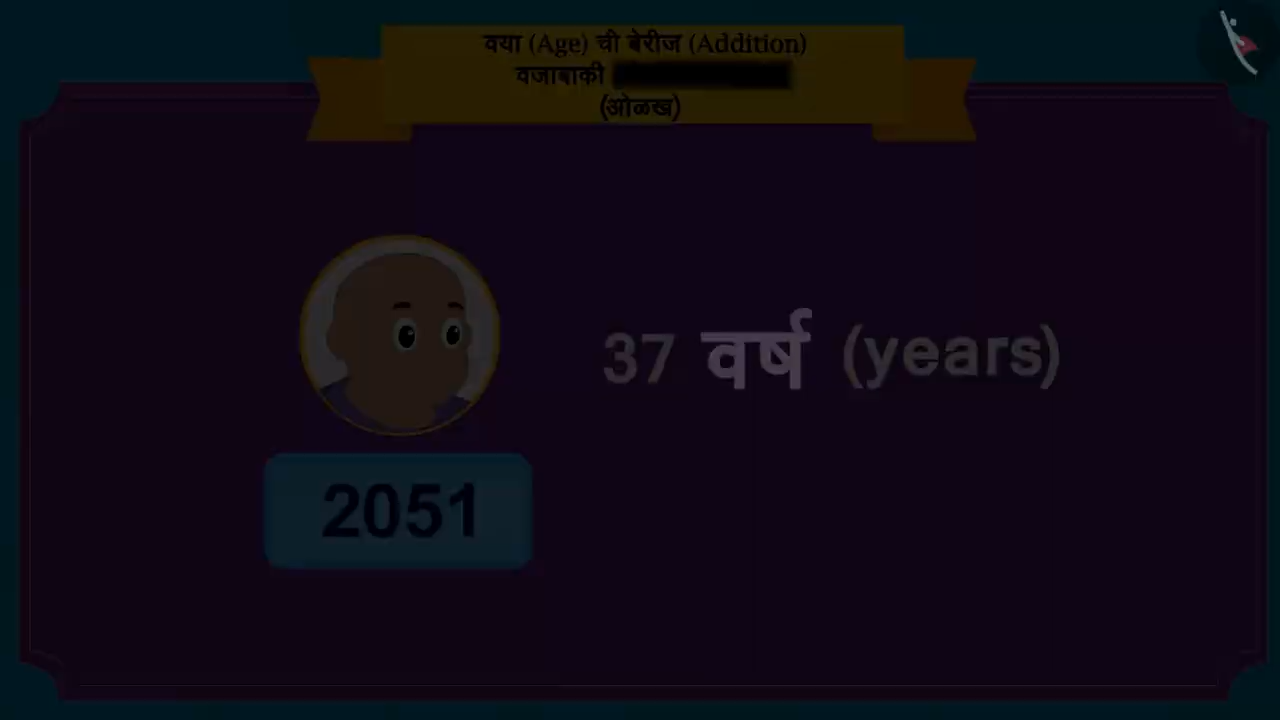 वया (Age) ची बेरीज (Addition)
वजाबाकी
(ओळख)
37 वर्ष (years)
2051